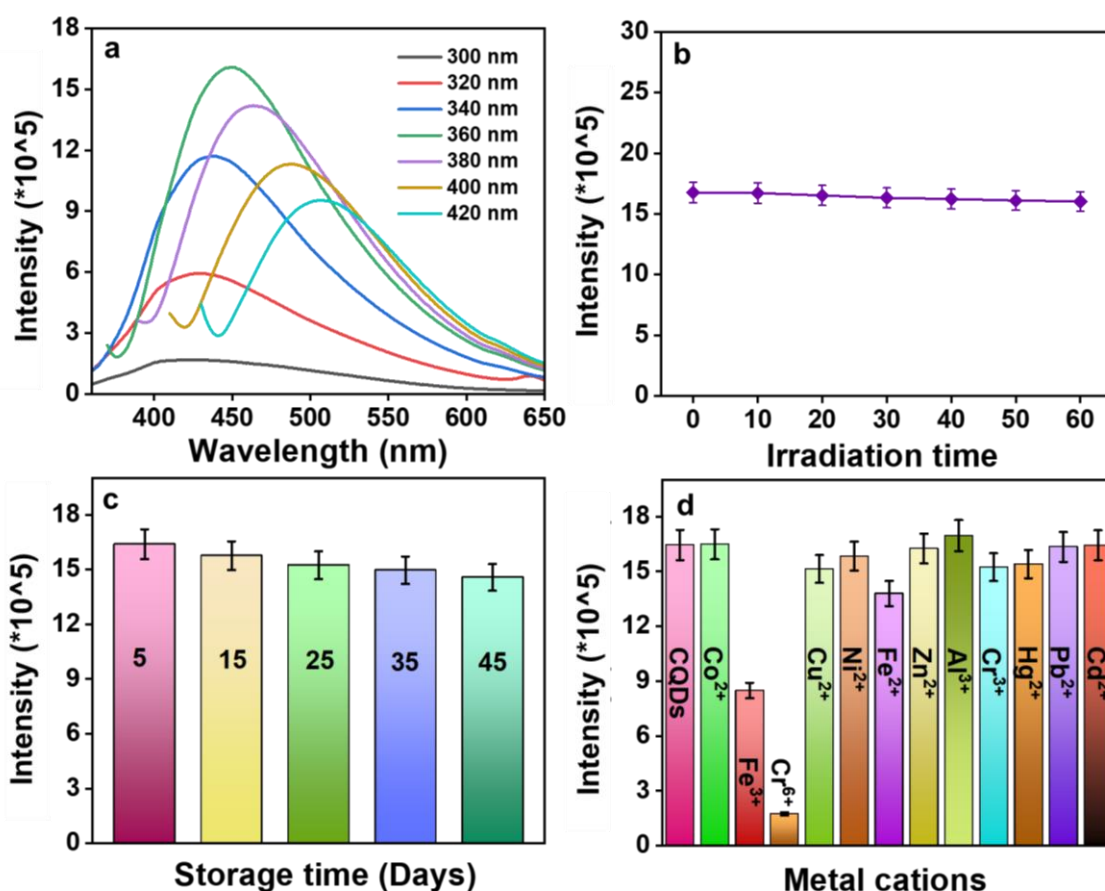 a
300 nm
320 nm
340 nm
360 nm
380 nm
400 nm
420 nm
18
15
12
9
6
3
0
Intensity (*10^5)
400 450 500 550 600 650
Wavelength (nm)
b
30
25
20
15
10
5
0
Intensity (*10^5)
0 10 20 30 40 50 60
Irradiation time
c
18
15
12
9
6
3
0
Intensity (*10^5)
5 15 25 35 45
Storage time (Days)
d
18
15
12
9
6
3
0
Intensity (*10^5)
CQDs
Co²⁺
Fe³⁺
Cr⁶⁺
Cu²⁺
Ni²⁺
Fe²⁺
Zn²⁺
Al³⁺
Cr³⁺
Hg²⁺
Pb²⁺
Cd²⁺
Metal cations